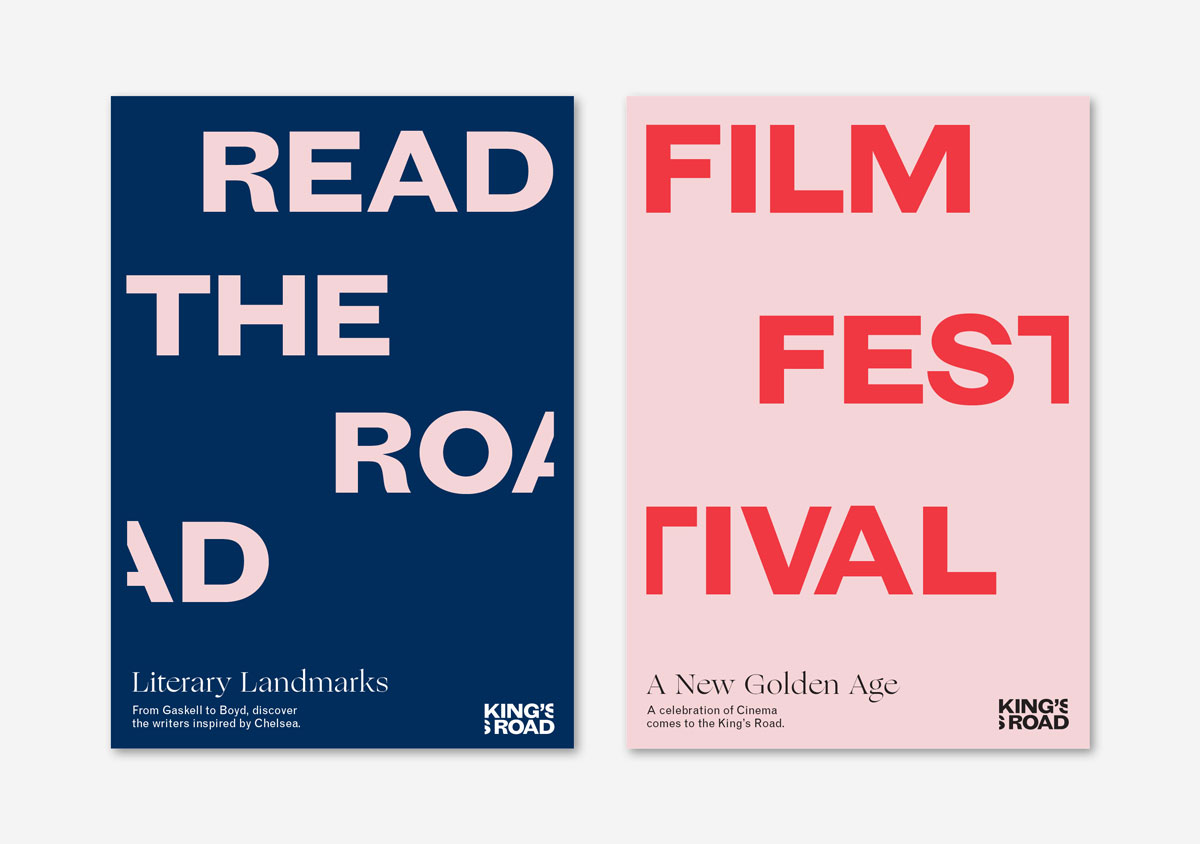 READ
THE
ROA
AD
Literary Landmarks
From Gaskell to Boyd, discover
the writers inspired by Chelsea.
KING'S
S ROAD
FILM
FEST
TIVAL
A New Golden Age
A celebration of Cinema
comes to the King's Road.
KING'S
S ROAD